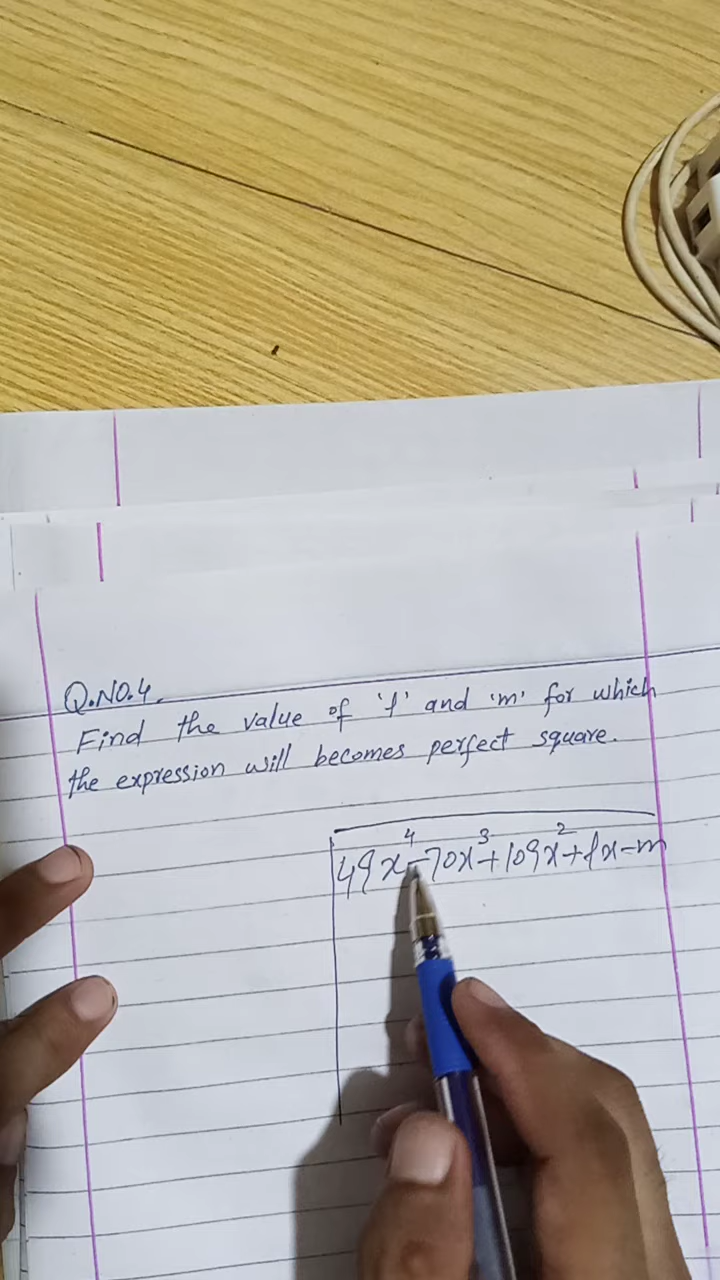 Q.NO.4.
Find the value of 'l' and 'm' for which
the expression will becomes perfect square.
49x⁴-70x³+109x²+lx-m